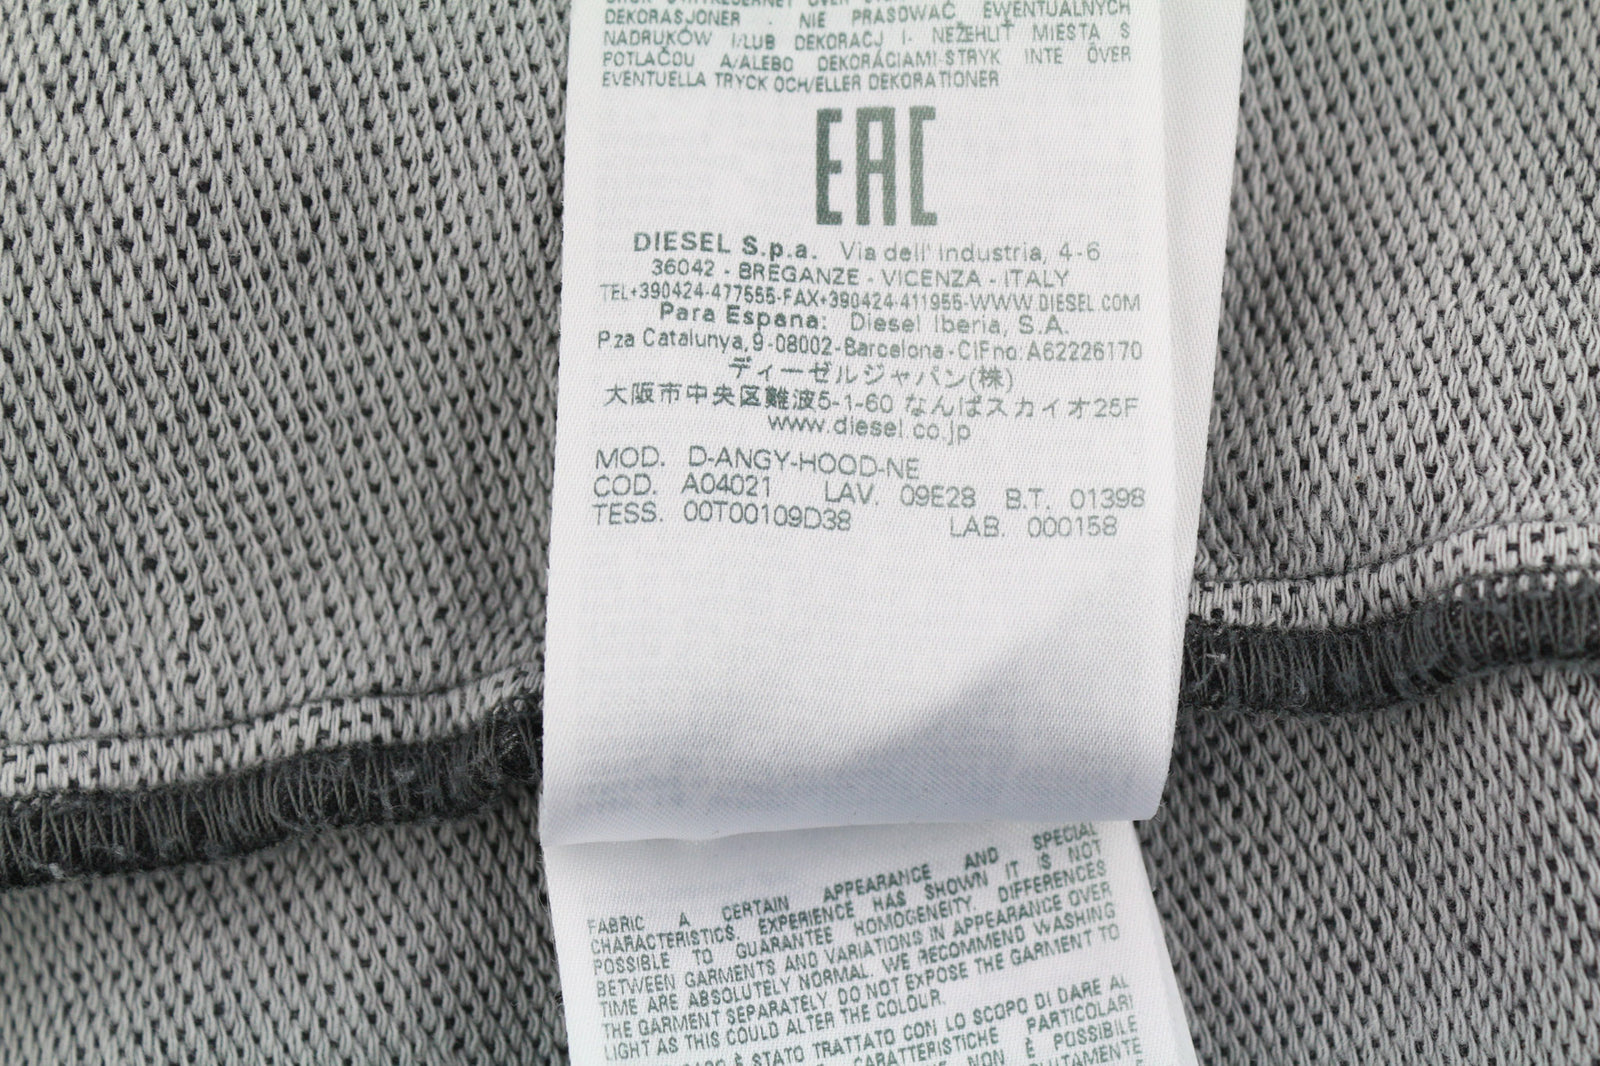 DEKORASJONER . NIE PRASOWAĆ EWENTUALNYCH
NADRUKÓW I/LUB DEKORACJ I- NEŽEHLIŤ MIESTA S
POTLAČOU A/ALEBO DEKORÁCIAMI-STRYK INTE ÖVER
EVENTUELLA TRYCK OCH/ELLER DEKORATIONER
EAC
DIESEL S.p.a. Via dell' Industria, 4-6
36042 - BREGANZE - VICENZA - ITALY
TEL+390424-477555-FAX+390424-411955-WWW.DIESEL.COM
Para Espana: Diesel Iberia, S.A.
Pza Catalunya,9-08002-Barcelona-CIFno:A62226170
ディーゼルジャパン(株)
大阪市中央区難波5-1-60 なんばスカイオ25F
www.diesel.co.jp
MOD. D-ANGY-HOOD-NE
COD. A04021 LAV. 09E28 B.T. 01398
TESS. 00T00109D38 LAB. 000158
FABRIC A CERTAIN APPEARANCE AND SPECIAL
CHARACTERISTICS. EXPERIENCE HAS SHOWN IT IS NOT
POSSIBLE TO GUARANTEE HOMOGENEITY. DIFFERENCES
BETWEEN GARMENTS AND VARIATIONS IN APPEARANCE OVER
TIME ARE ABSOLUTELY NORMAL. WE RECOMMEND WASHING
THE GARMENT SEPARATELY. DO NOT EXPOSE THE GARMENT TO
LIGHT AS THIS COULD ALTER THE COLOUR.
È STATO TRATTATO CON LO SCOPO DI DARE AL
CARATTERISTICHE PARTICOLARI
NON È POSSIBILE